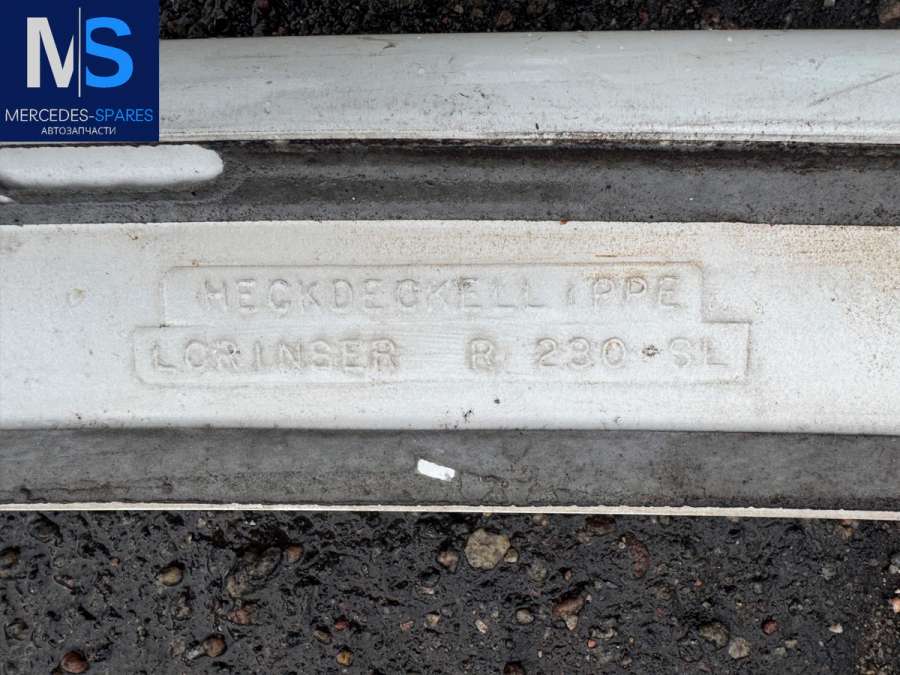 MS
MERCEDES-SPARES
АВТОЗАПЧАСТИ
HECKDECKELLIPPE
LORINSER R 230-SL